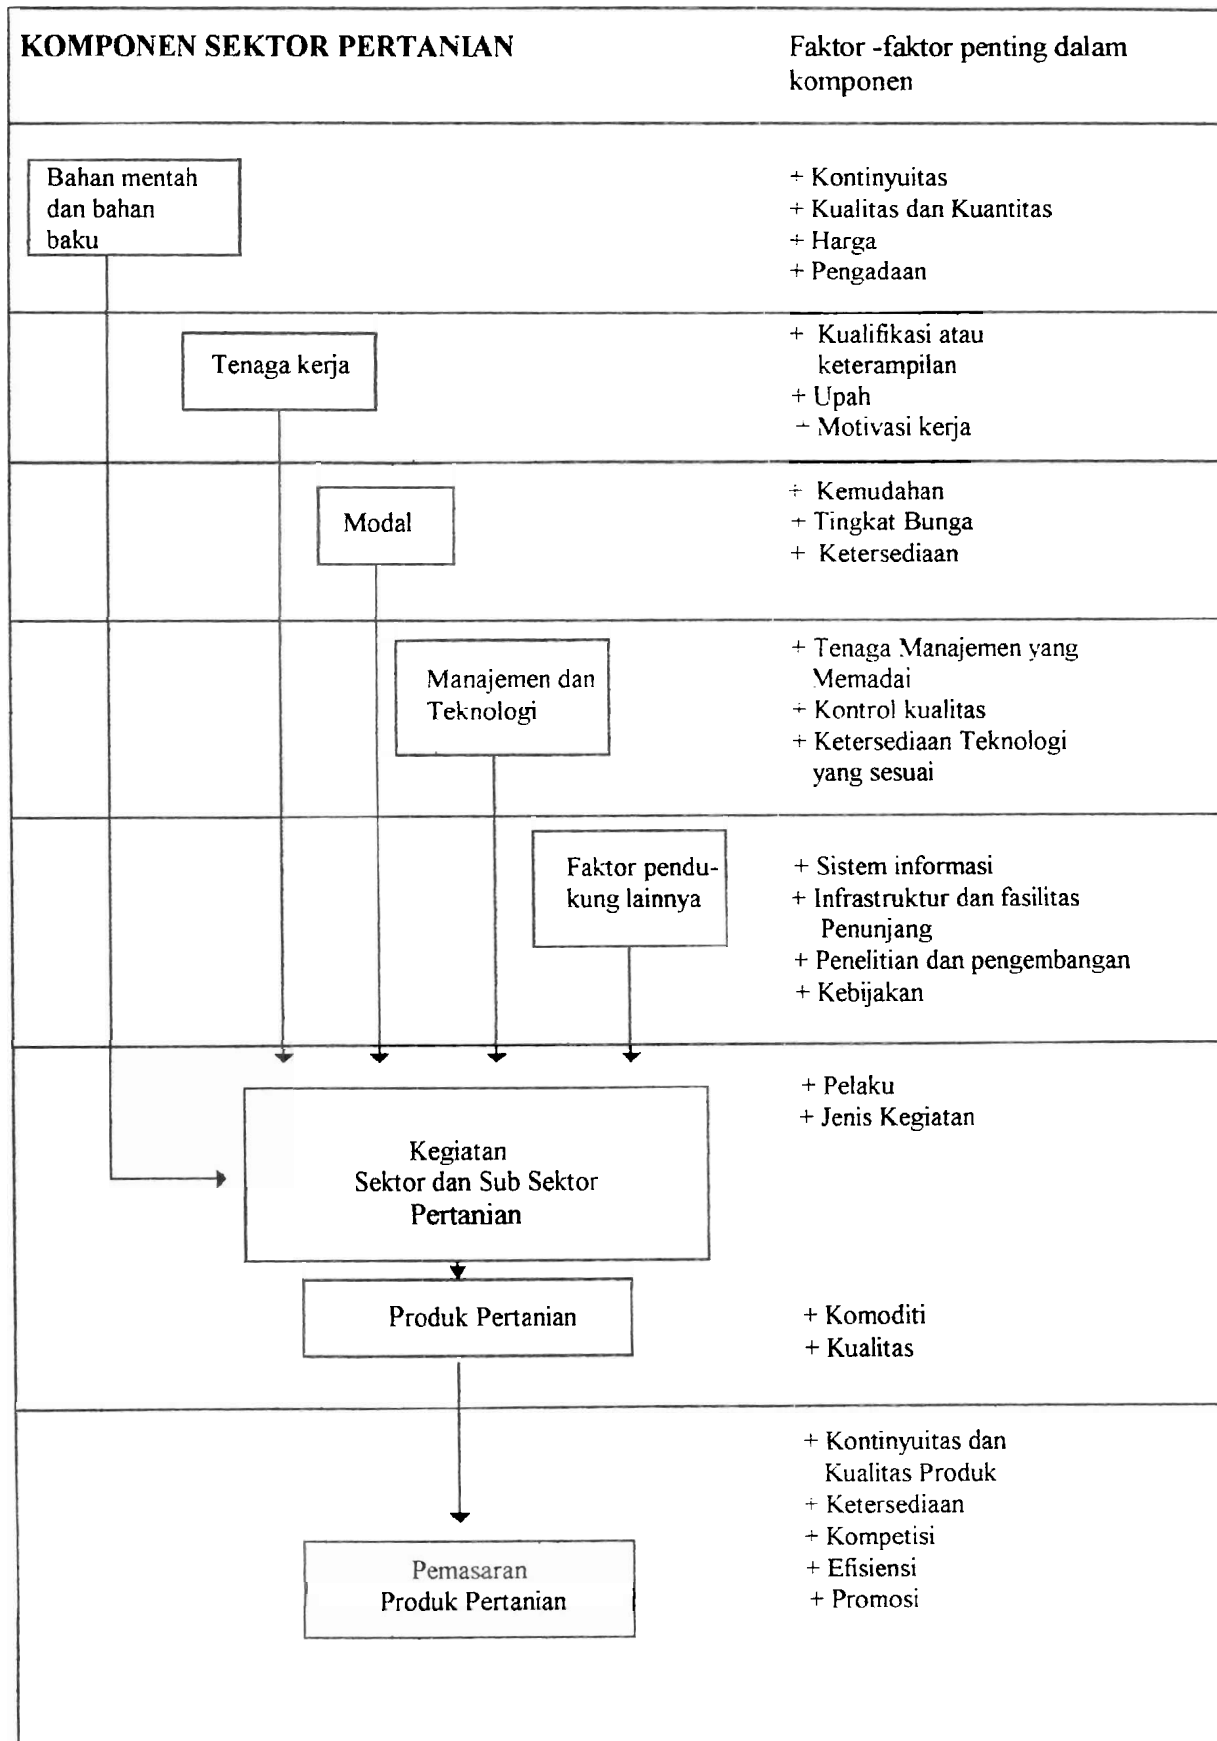 KOMPONEN SEKTOR PERTANIAN
Faktor -faktor penting dalam
komponen
Bahan mentah
dan bahan
baku
+ Kontinyuitas
+ Kualitas dan Kuantitas
+ Harga
+ Pengadaan
Tenaga kerja
+ Kualifikasi atau
keterampilan
+ Upah
- Motivasi kerja
Modal
+ Kemudahan
+ Tingkat Bunga
+ Ketersediaan
Manajemen dan
Teknologi
+ Tenaga Manajemen yang
Memadai
+ Kontrol kualitas
+ Ketersediaan Teknologi
yang sesuai
Faktor pendu-
kung lainnya
+ Sistem informasi
+ Infrastruktur dan fasilitas
Penunjang
+ Penelitian dan pengembangan
+ Kebijakan
Kegiatan
Sektor dan Sub Sektor
Pertanian
+ Pelaku
+ Jenis Kegiatan
Produk Pertanian
+ Komoditi
+ Kualitas
Pemasaran
Produk Pertanian
+ Kontinyuitas dan
Kualitas Produk
+ Ketersediaan
+ Kompetisi
+ Efisiensi
+ Promosi